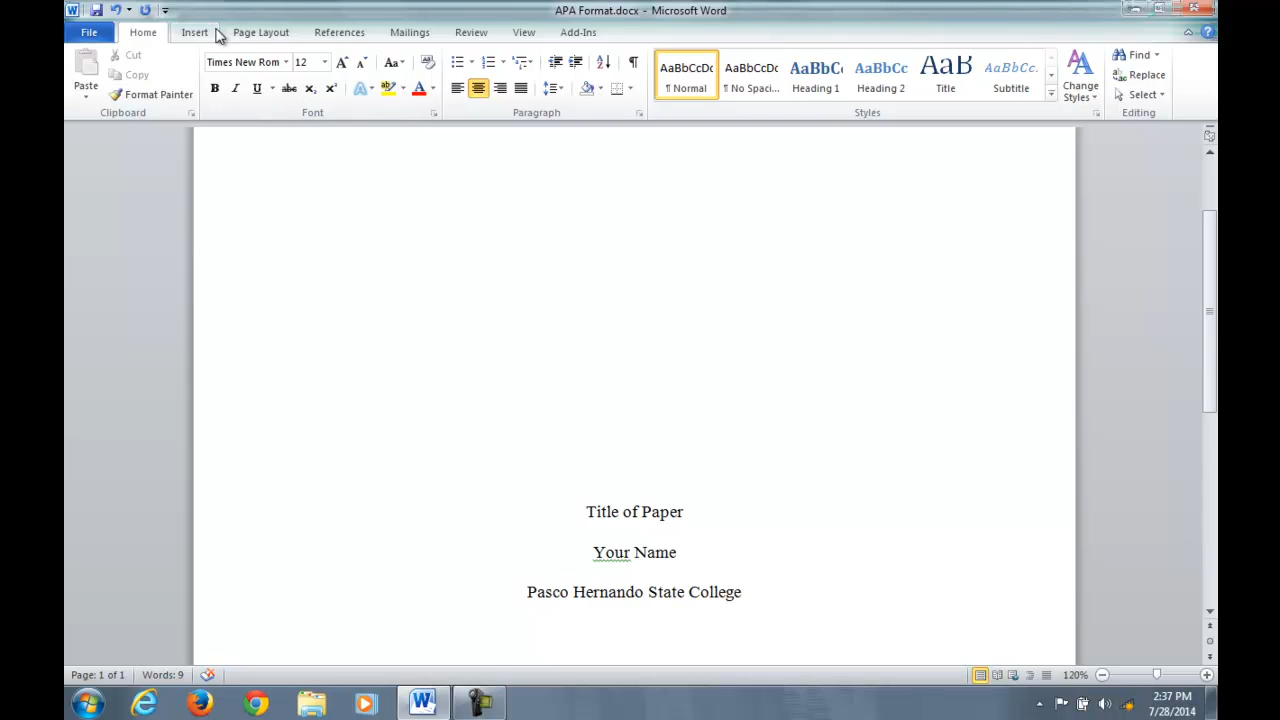 APA Format.docx - Microsoft Word
File Home Insert Page Layout References Mailings Review View Add-Ins
Paste
Cut
Copy
Format Painter
Clipboard
Times New Rom 12
Font
Paragraph
AaBbCcDc AaBbCcDc AaBbC AaBbCc AaB AaBbCc.
¶ Normal ¶ No Spaci... Heading 1 Heading 2 Title Subtitle
Styles
Change
Styles
Find
Replace
Select
Editing
Title of Paper
Your Name
Pasco Hernando State College
Page: 1 of 1 Words: 9
120%
2:37 PM
7/28/2014